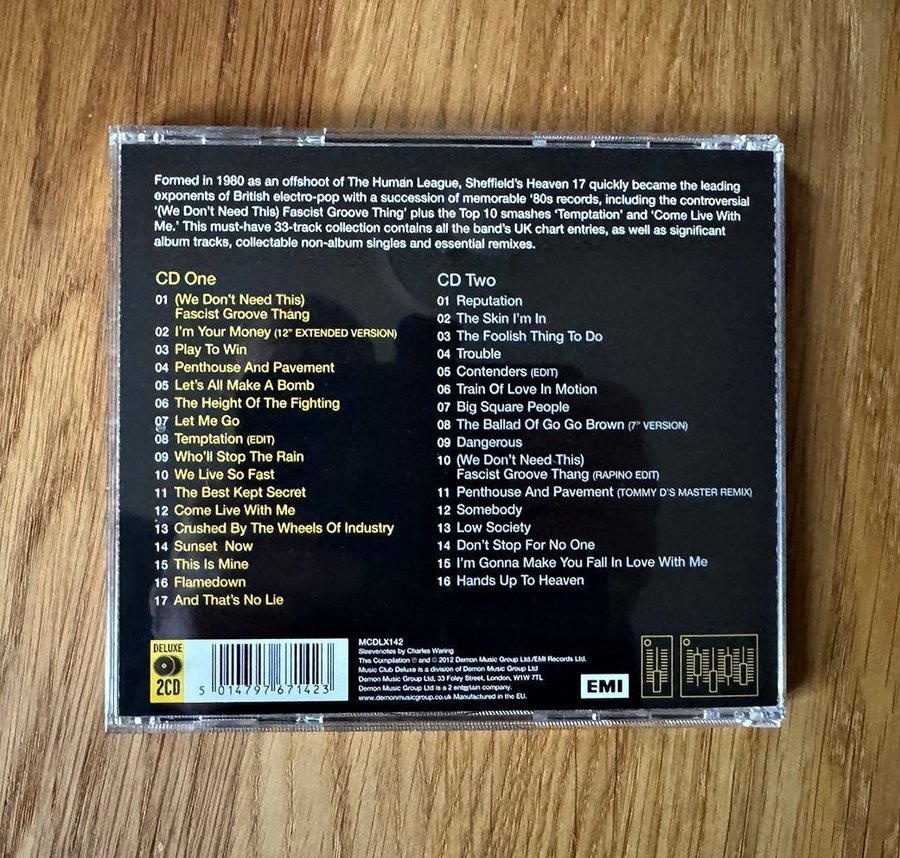 Formed in 1980 as an offshoot of The Human League, Sheffield's Heaven 17 quickly became the leading
exponents of British electro-pop with a succession of memorable '80s records, including the controversial
'(We Don't Need This) Fascist Groove Thing' plus the Top 10 smashes 'Temptation' and 'Come Live With
Me.' This must-have 33-track collection contains all the band's UK chart entries, as well as significant
album tracks, collectable non-album singles and essential remixes.
CD One
01 (We Don't Need This)
Fascist Groove Thang
02 I'm Your Money (12" EXTENDED VERSION)
03 Play To Win
04 Penthouse And Pavement
05 Let's All Make A Bomb
06 The Height Of The Fighting
07 Let Me Go
08 Temptation (EDIT)
09 Who'll Stop The Rain
10 We Live So Fast
11 The Best Kept Secret
12 Come Live With Me
13 Crushed By The Wheels Of Industry
14 Sunset Now
15 This Is Mine
16 Flamedown
17 And That's No Lie
CD Two
01 Reputation
02 The Skin I'm In
03 The Foolish Thing To Do
04 Trouble
05 Contenders (EDIT)
06 Train Of Love In Motion
07 Big Square People
08 The Ballad Of Go Go Brown (7" VERSION)
09 Dangerous
10 (We Don't Need This)
Fascist Groove Thang (RAPINO EDIT)
11 Penthouse And Pavement (TOMMY D'S MASTER REMIX)
12 Somebody
13 Low Society
14 Don't Stop For No One
15 I'm Gonna Make You Fall In Love With Me
16 Hands Up To Heaven
DELUXE
2CD
5 014797 671423
MCDLX142
Sleevenotes by Charles Waring
This Compilation ℗ and © 2012 Demon Music Group Ltd./EMI Records Ltd.
Music Club Deluxe is a division of Demon Music Group Ltd
Demon Music Group Ltd, 33 Foley Street, London, W1W 7TL
Demon Music Group Ltd is a 2 entertain company.
www.demonmusicgroup.co.uk Manufactured in the EU.
EMI